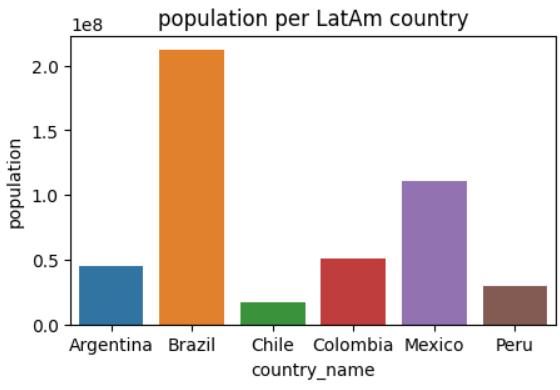 population per LatAm country
1e8
2.0
1.5
1.0
0.5
0.0
population
Argentina Brazil Chile Colombia Mexico Peru
country_name